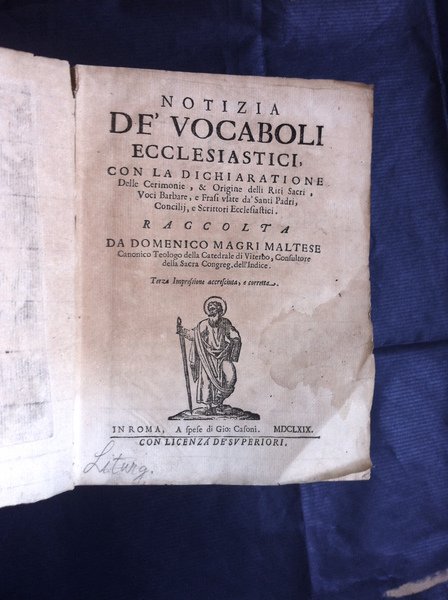 NOTIZIA
DE' VOCABOLI
ECCLESIASTICI,
CON LA DICHIARATIONE
Delle Cerimonie, & Origine delli Riti Sacri,
Voci Barbare, e Frasi vsate da' Santi Padri,
Concilij, e Scrittori Ecclesiastici.
RACCOLTA
DA DOMENICO MAGRI MALTESE
Canonico Teologo della Catedrale di Viterbo, Consultore
della Sacra Congreg. dell'Indice.
Terza Impressione accresciuta, e corretta.
IN ROMA, A spese di Gio: Casoni. MDCLXIX.
CON LICENZA DE' SVPERIORI.
Liturg.